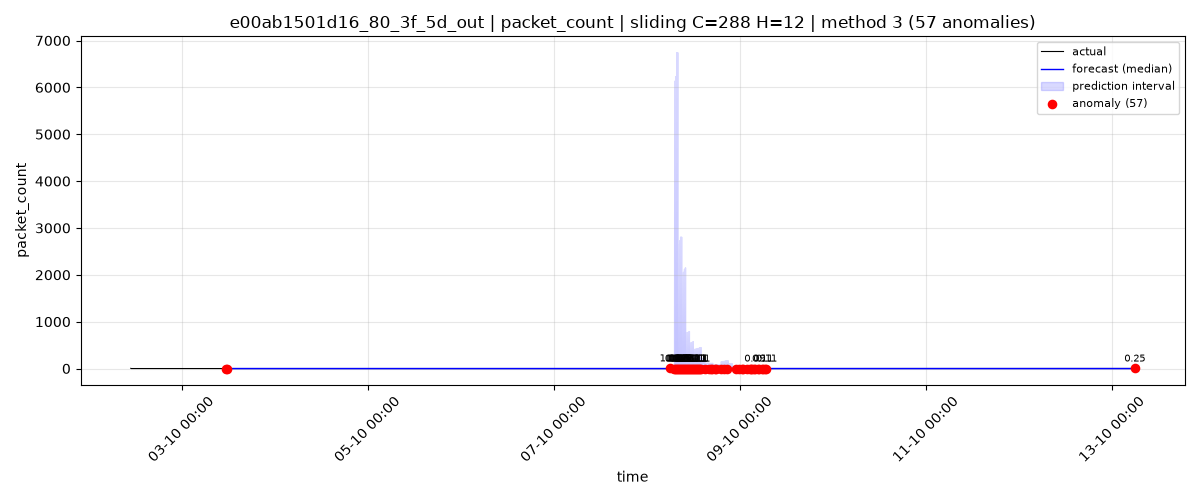 e00ab1501d16_80_3f_5d_out | packet_count | sliding C=288 H=12 | method 3 (57 anomalies)
actual
forecast (median)
prediction interval
anomaly (57)
packet_count
7000
6000
5000
4000
3000
2000
1000
0
0.25
03-10 00:00
05-10 00:00
07-10 00:00
09-10 00:00
11-10 00:00
13-10 00:00
time